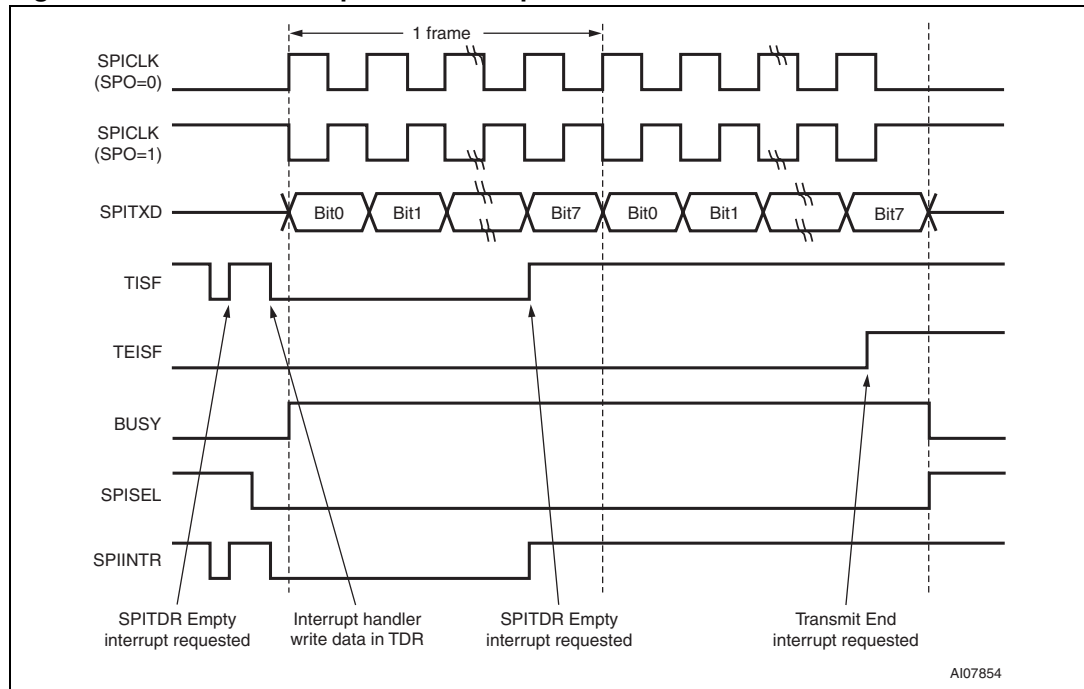 1 frame
SPICLK
(SPO=0)
SPICLK
(SPO=1)
SPITXD
Bit0 Bit1 Bit7 Bit0 Bit1 Bit7
TISF
TEISF
BUSY
SPISEL
SPIINTR
SPITDR Empty
interrupt requested
Interrupt handler
write data in TDR
SPITDR Empty
interrupt requested
Transmit End
interrupt requested
AI07854